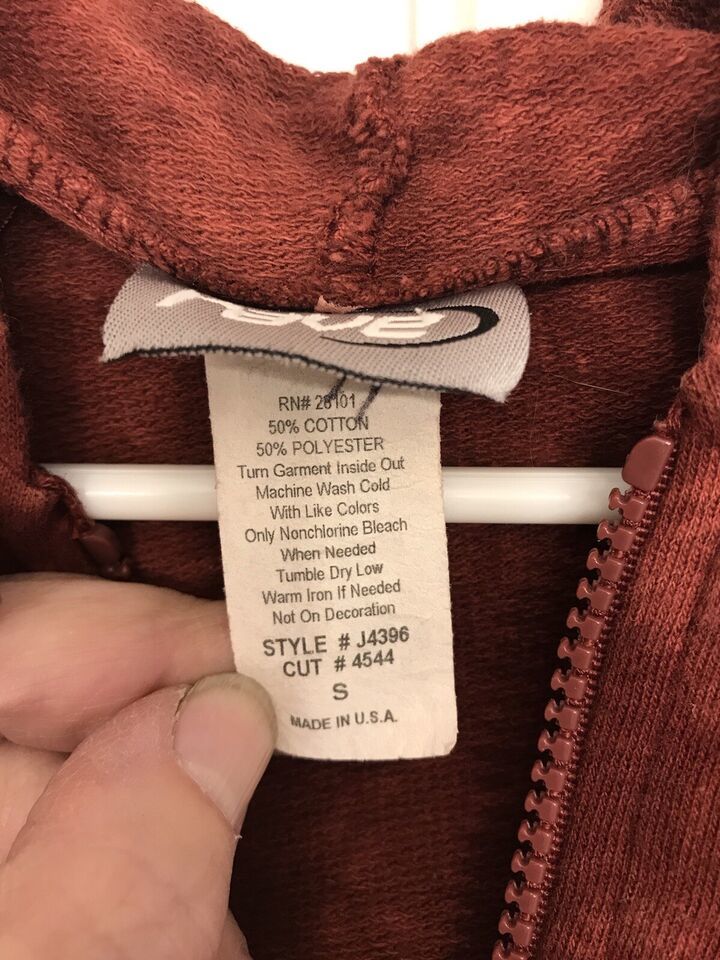 RN# 28101
50% COTTON
50% POLYESTER
Turn Garment Inside Out
Machine Wash Cold
With Like Colors
Only Nonchlorine Bleach
When Needed
Tumble Dry Low
Warm Iron If Needed
Not On Decoration
STYLE # J4396
CUT # 4544
S
MADE IN U.S.A.